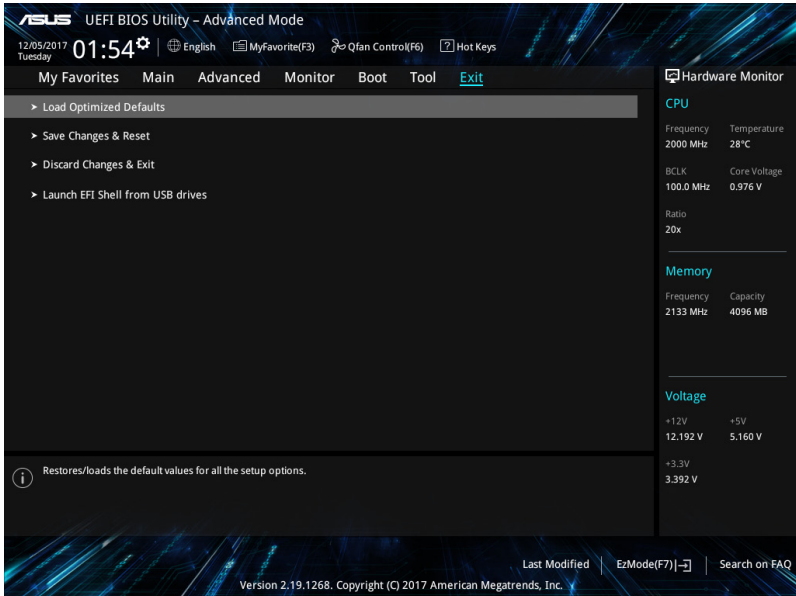 ASUS UEFI BIOS Utility – Advanced Mode
12/05/2017 Tuesday 01:54 English MyFavorite(F3) Qfan Control(F6) ? Hot Keys
My Favorites Main Advanced Monitor Boot Tool Exit
> Load Optimized Defaults
> Save Changes & Reset
> Discard Changes & Exit
> Launch EFI Shell from USB drives
i Restores/loads the default values for all the setup options.
Hardware Monitor
CPU
Frequency Temperature
2000 MHz 28°C
BCLK Core Voltage
100.0 MHz 0.976 V
Ratio
20x
Memory
Frequency Capacity
2133 MHz 4096 MB
Voltage
+12V +5V
12.192 V 5.160 V
+3.3V
3.392 V
Last Modified EzMode(F7) Search on FAQ
Version 2.19.1268. Copyright (C) 2017 American Megatrends, Inc.